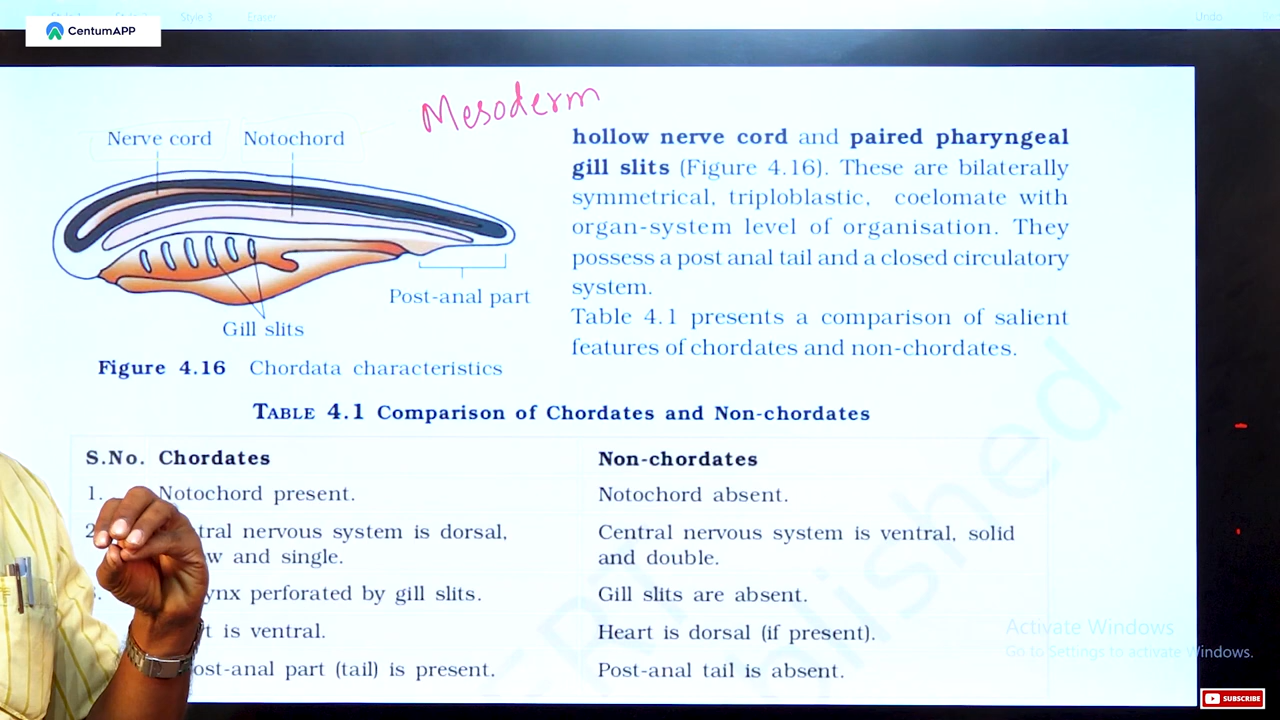 Style 3 Eraser Undo
CentumAPP
Mesoderm
Nerve cord Notochord
Gill slits
Post-anal part
Figure 4.16 Chordata characteristics
hollow nerve cord and paired pharyngeal
gill slits (Figure 4.16). These are bilaterally
symmetrical, triploblastic, coelomate with
organ-system level of organisation. They
possess a post anal tail and a closed circulatory
system.
Table 4.1 presents a comparison of salient
features of chordates and non-chordates.
TABLE 4.1 Comparison of Chordates and Non-chordates
S.No. Chordates Non-chordates
1. Notochord present. Notochord absent.
2 tral nervous system is dorsal, Central nervous system is ventral, solid
w and single. and double.
ynx perforated by gill slits. Gill slits are absent.
t is ventral. Heart is dorsal (if present).
ost-anal part (tail) is present. Post-anal tail is absent.
Activate Windows
Go to Settings to activate Windows.
SUBSCRIBE